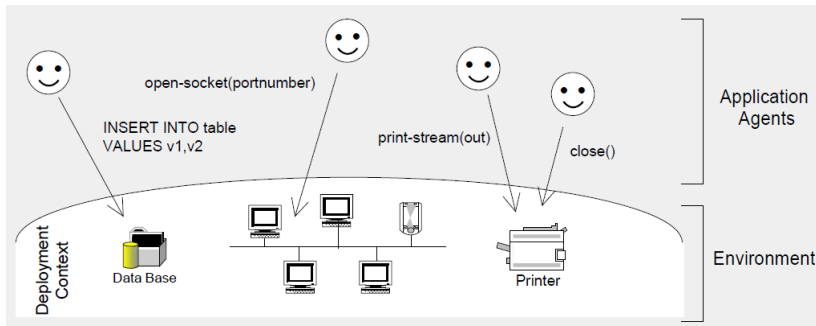 open-socket(portnumber)
INSERT INTO table
VALUES v1,v2
print-stream(out)
close()
Application
Agents
Deployment
Context
Data Base
Printer
Environment